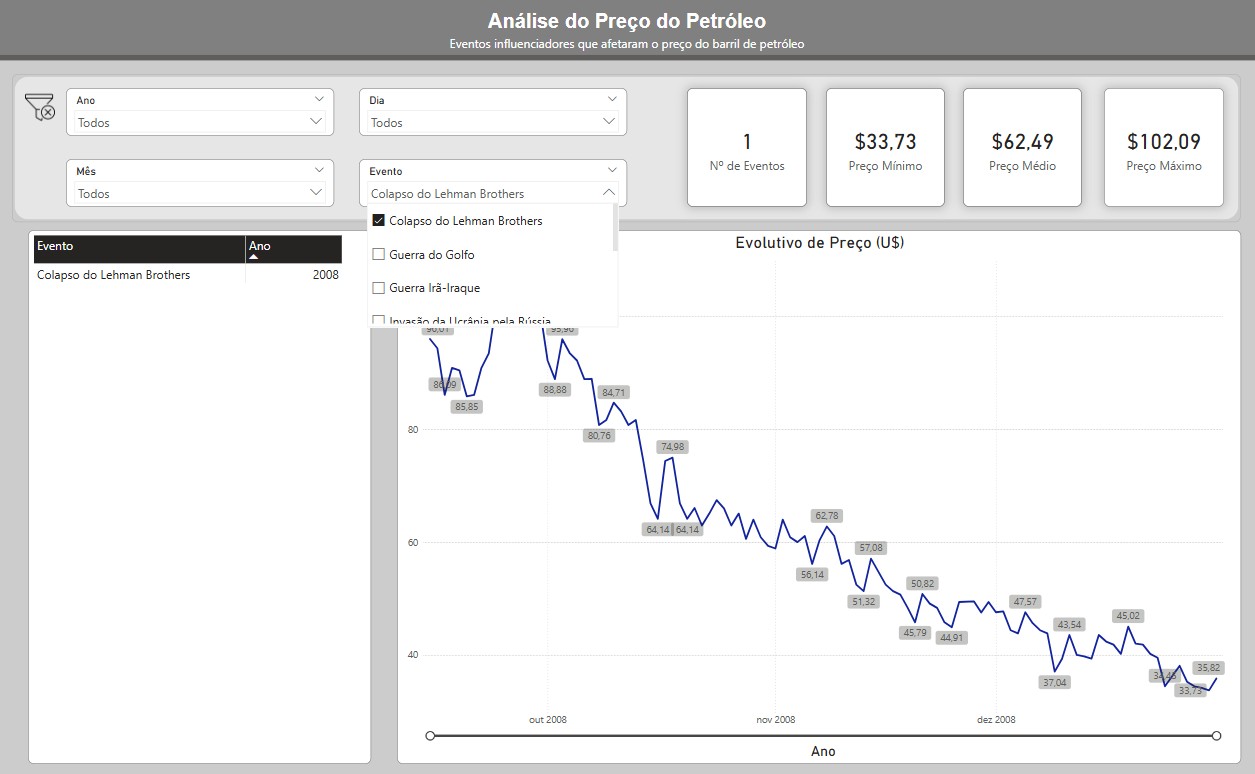 Análise do Preço do Petróleo
Eventos influenciadores que afetaram o preço do barril de petróleo
Ano
Todos
Dia
Todos
Mês
Todos
Evento
Colapso do Lehman Brothers
Colapso do Lehman Brothers
Guerra do Golfo
Guerra Irã-Iraque
Invasão da Ucrânia pela Rússia
1
Nº de Eventos
$33,73
Preço Mínimo
$62,49
Preço Médio
$102,09
Preço Máximo
Evento Ano
Colapso do Lehman Brothers 2008
Evolutivo de Preço (U$)
95,96
88,88
85,85
84,71
80
80,76
74,98
64,14 64,14
62,78
60
57,08
56,14
51,32
50,82
47,57
45,79
44,91
45,02
43,54
40
37,04
35,82
34,46
33,73
out 2008 nov 2008 dez 2008
Ano